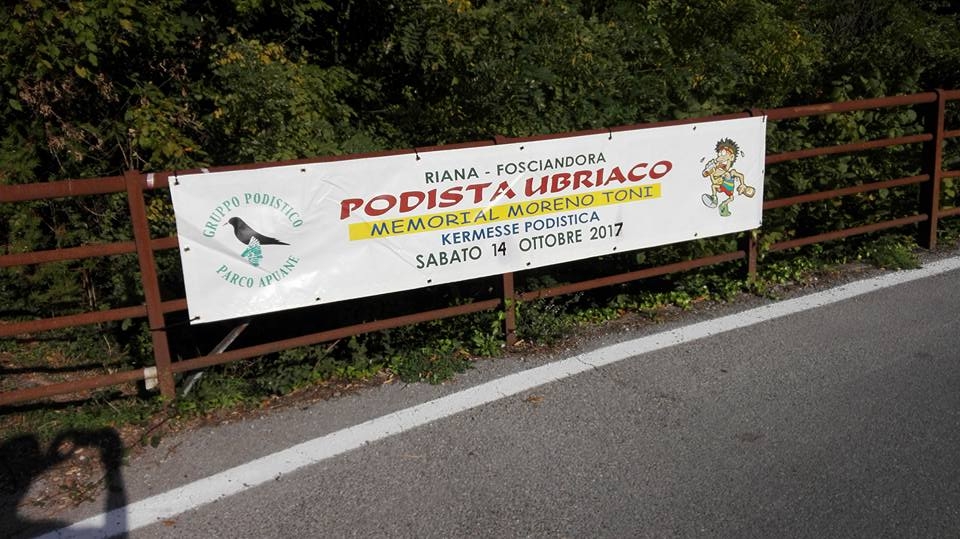 GRUPPO PODISTICO
PARCO APUANE
RIANA - FOSCIANDORA
PODISTA UBRIACO
MEMORIAL MORENO TONI
KERMESSE PODISTICA
SABATO 14 OTTOBRE 2017